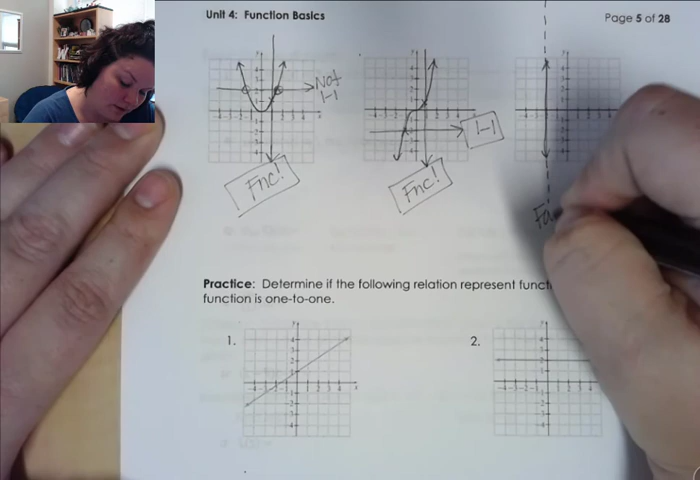 Unit 4: Function Basics
Page 5 of 28
Not
1-1
1-1
Fnc!
Fnc!
Practice: Determine if the following relation represent
function is one-to-one.
1.
2.